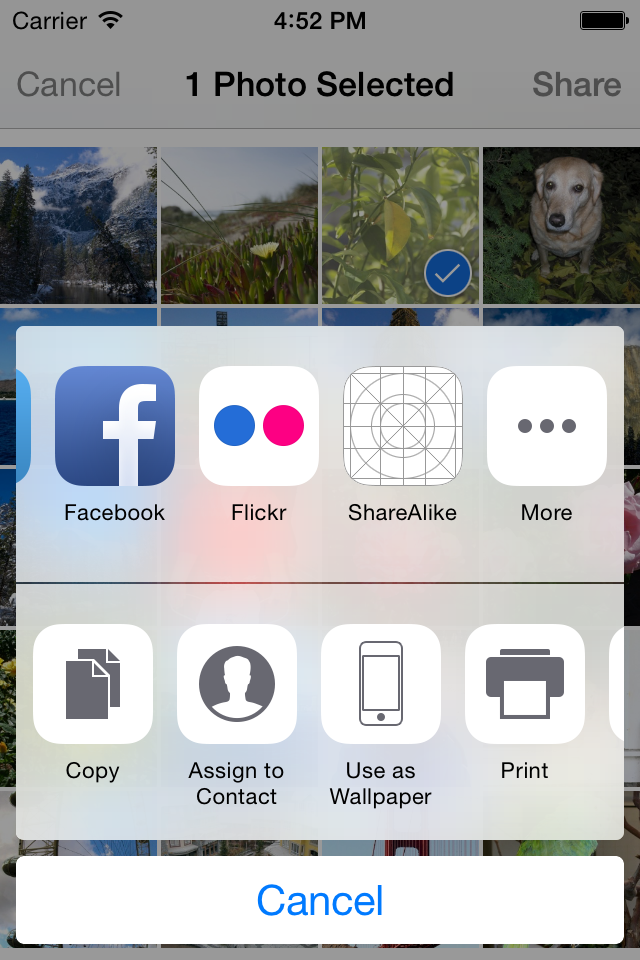 Carrier 4:52 PM
Cancel 1 Photo Selected Share
Facebook Flickr ShareAlike More
Copy Assign to Contact Use as Wallpaper Print
Cancel